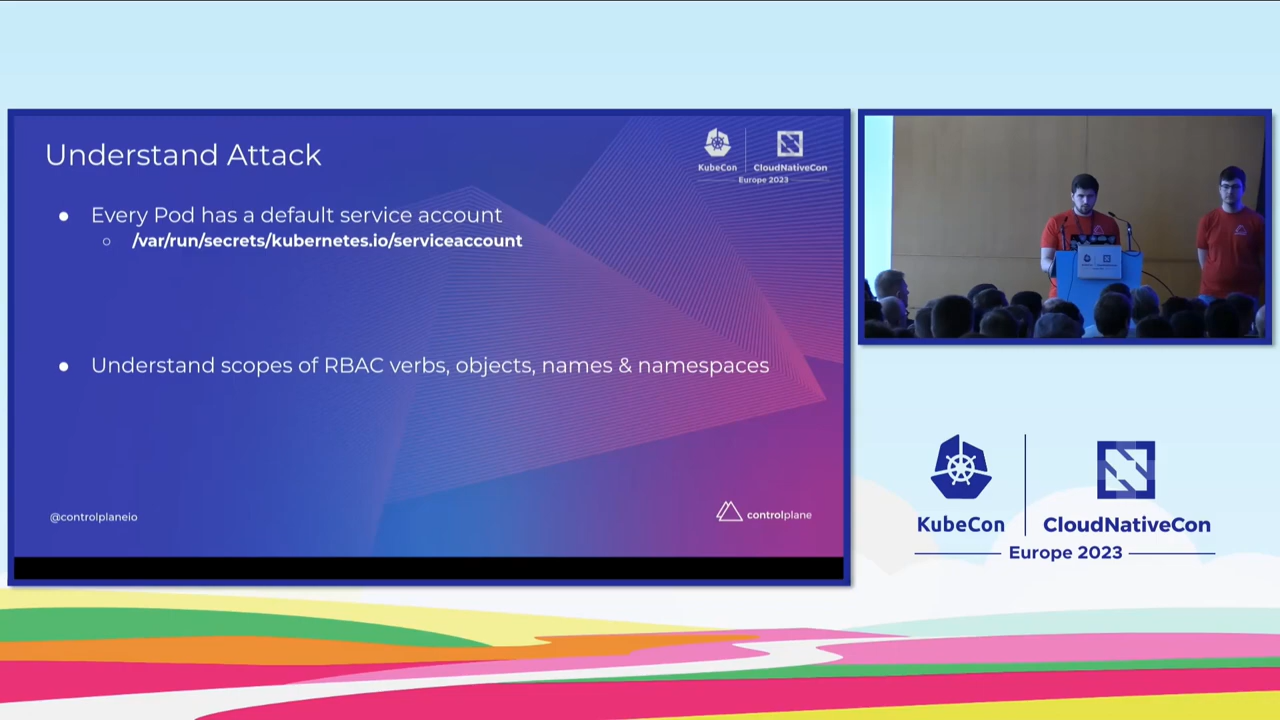 Understand Attack
KubeCon
CloudNativeCon
Europe 2023
Every Pod has a default service account
/var/run/secrets/kubernetes.io/serviceaccount
Understand scopes of RBAC verbs, objects, names & namespaces
@controlplaneio
controlplane
KubeCon
CloudNativeCon
Europe 2023